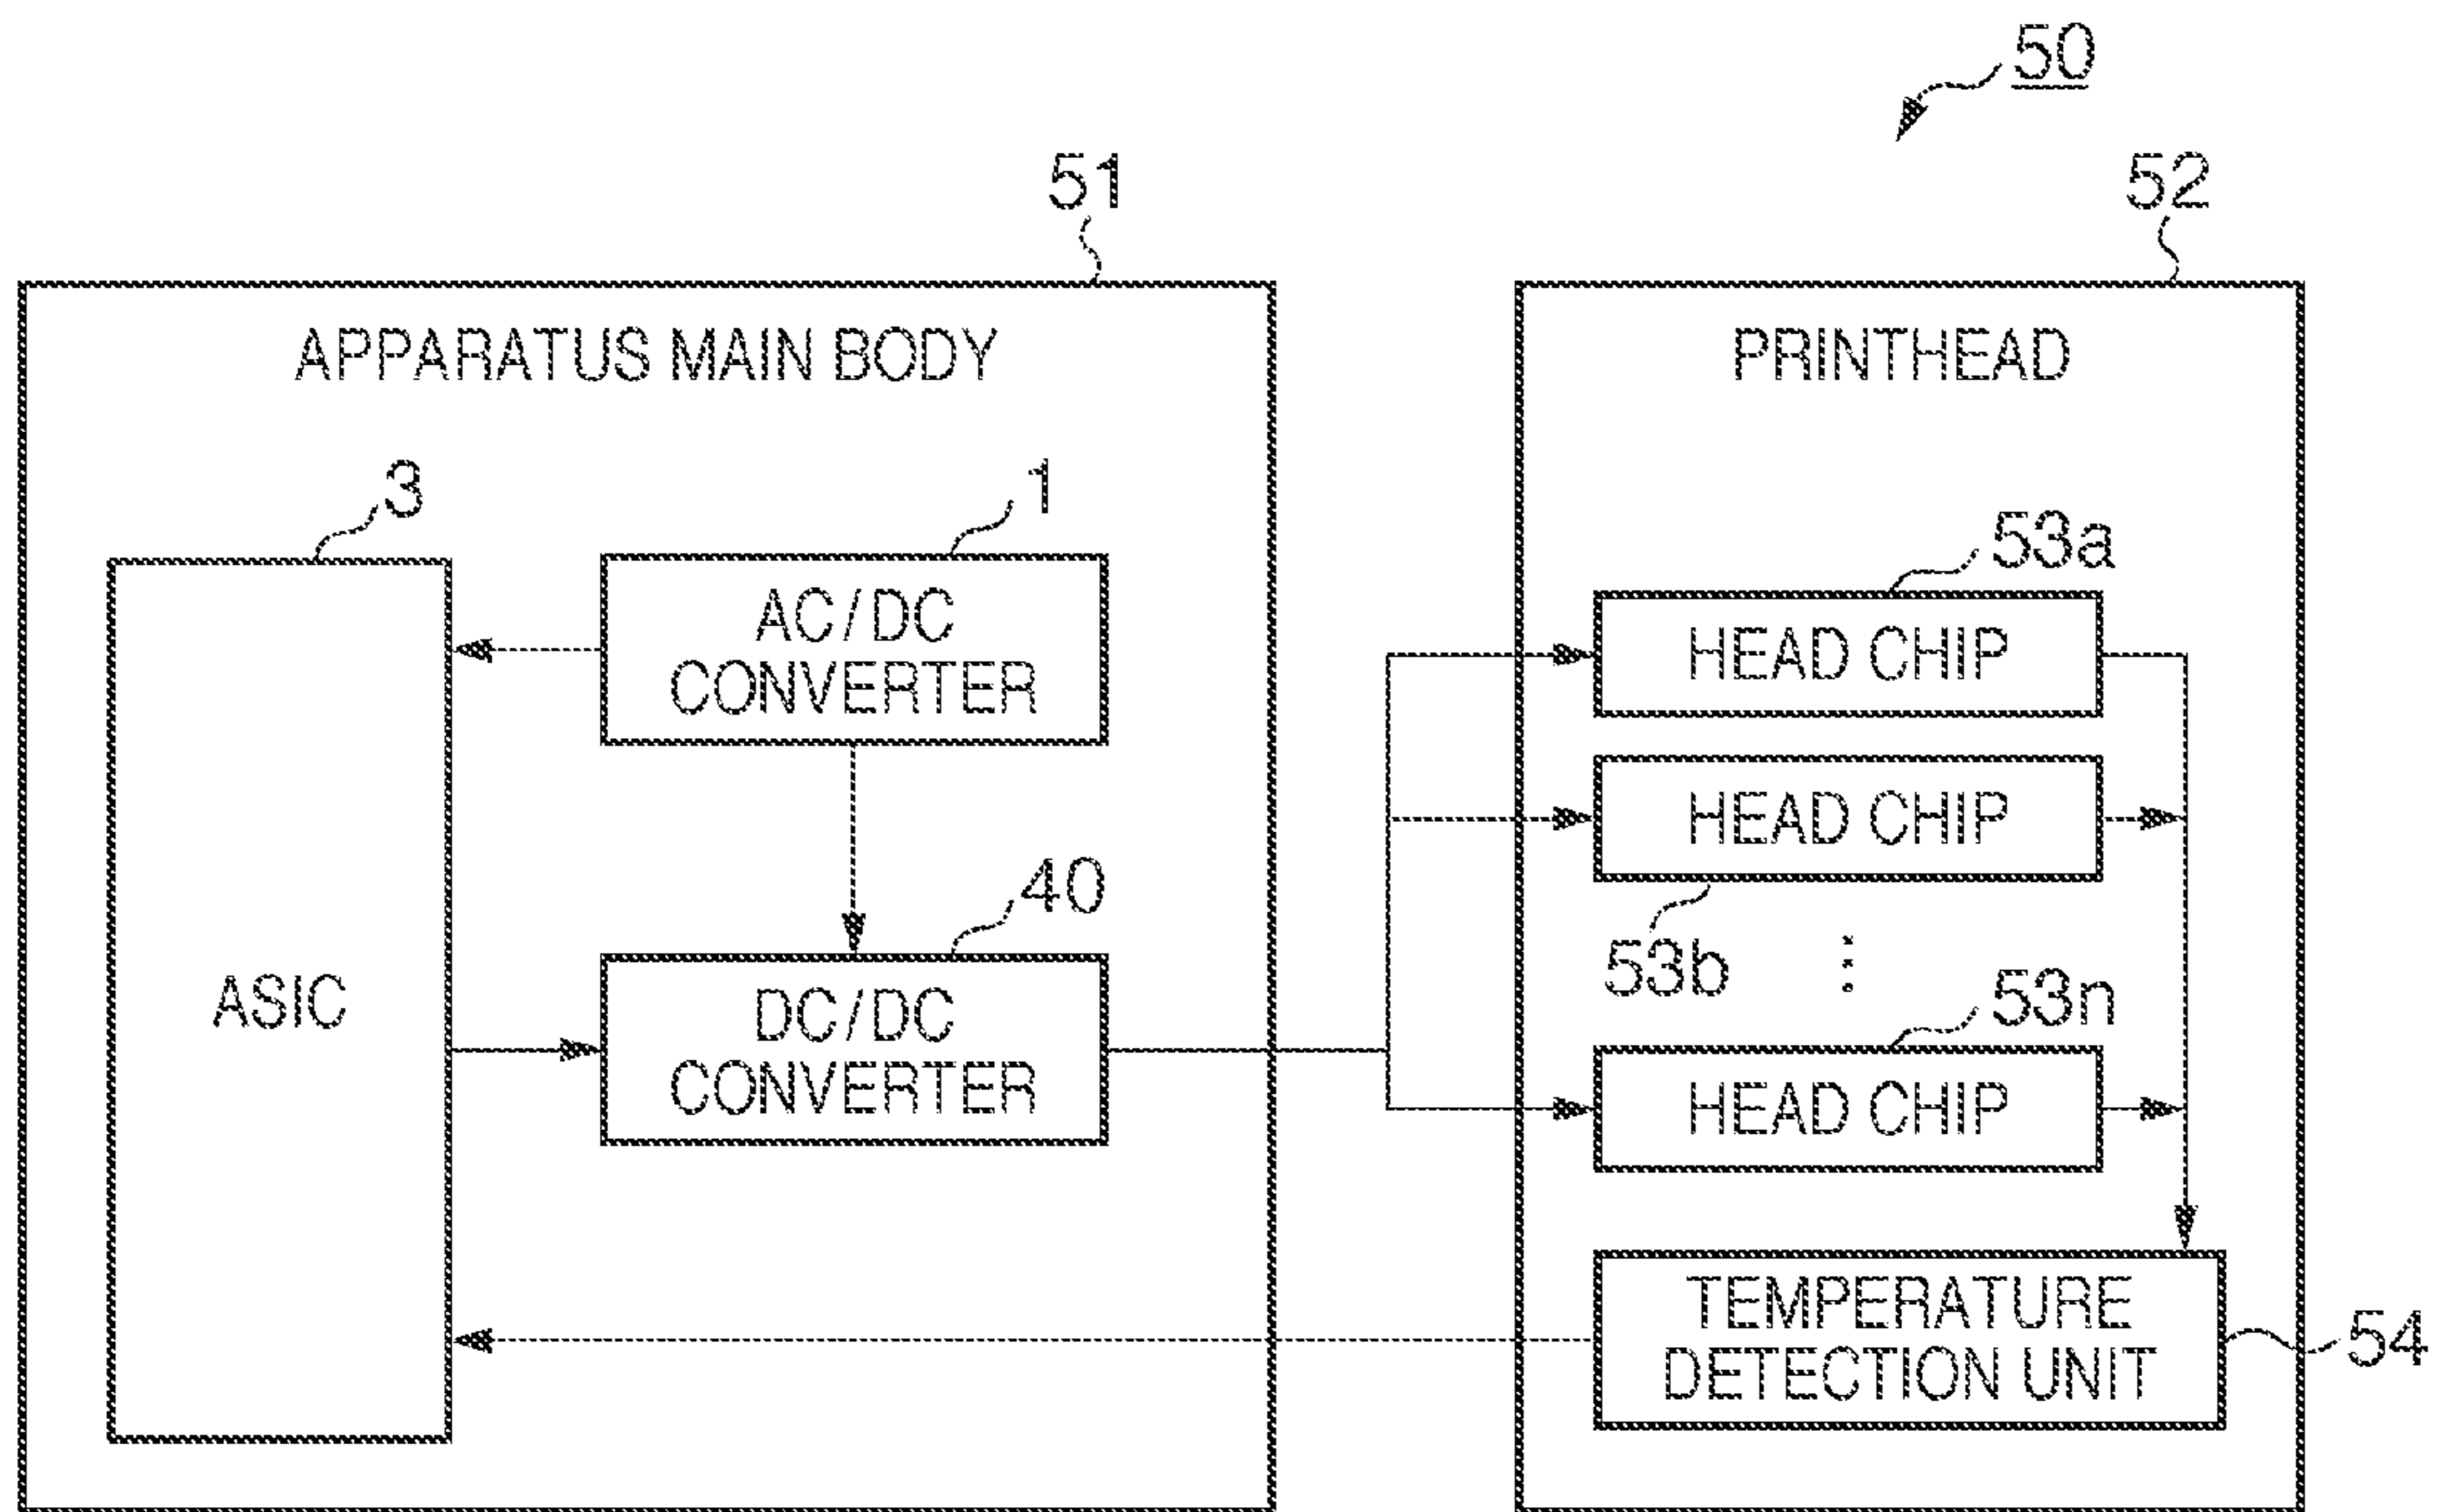 50
51
52
APPARATUS MAIN BODY
PRINTHEAD
3
1
53a
AC/DC
CONVERTER
HEAD CHIP
HEAD CHIP
40
53b
⋮
53n
ASIC
DC/DC
CONVERTER
HEAD CHIP
TEMPERATURE
DETECTION UNIT
54